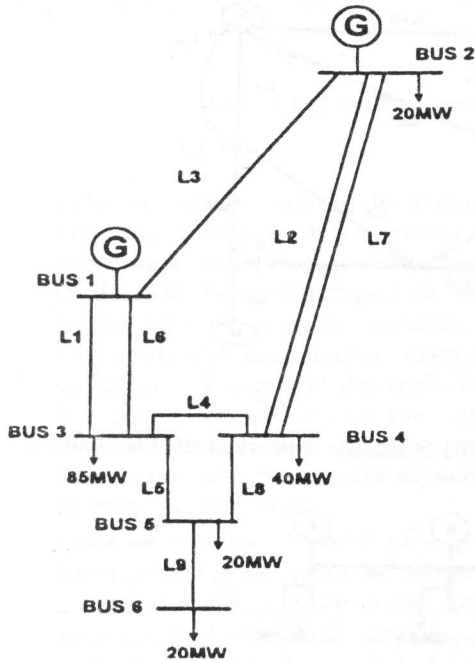 G
BUS 2
20MW
L3
L2
L7
G
BUS 1
L1
L6
L4
BUS 3
BUS 4
85MW
40MW
L5
L8
BUS 5
20MW
L9
BUS 6
20MW